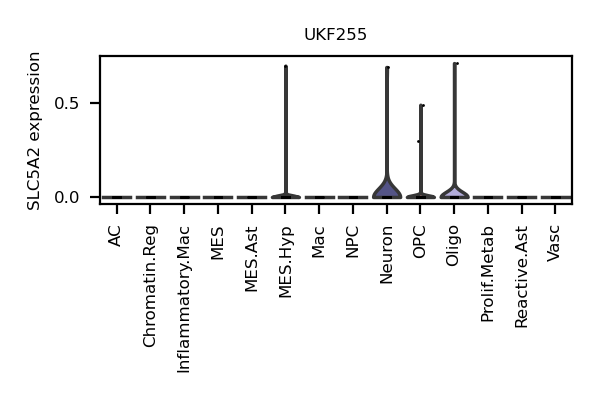 UKF255
SLC5A2 expression
0.5
0.0
AC
Chromatin.Reg
Inflammatory.Mac
MES
MES.Ast
MES.Hyp
Mac
NPC
Neuron
OPC
Oligo
Prolif.Metab
Reactive.Ast
Vasc